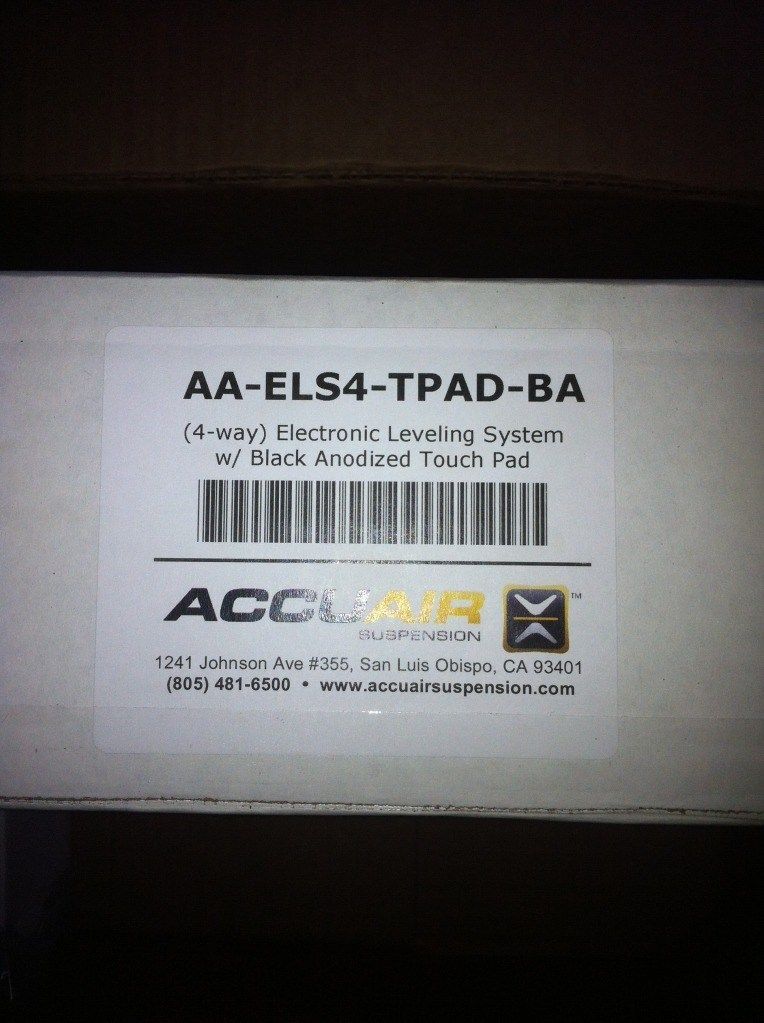 AA-ELS4-TPAD-BA
(4-way) Electronic Leveling System
w/ Black Anodized Touch Pad
ACCUAIR
SUSPENSION
™
1241 Johnson Ave #355, San Luis Obispo, CA 93401
(805) 481-6500 • www.accuairsuspension.com